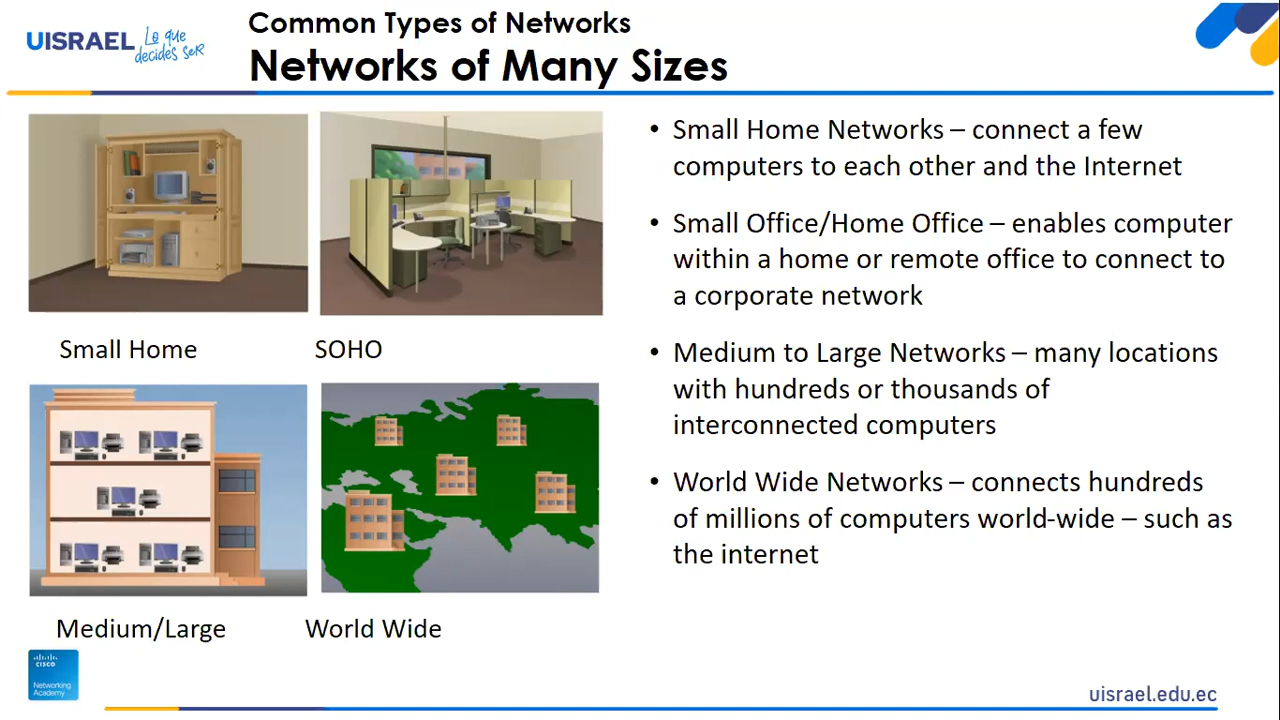 UISRAEL Lo que
decides seR
Common Types of Networks
Networks of Many Sizes
Small Home
SOHO
Medium/Large
World Wide
• Small Home Networks – connect a few
computers to each other and the Internet
• Small Office/Home Office – enables computer
within a home or remote office to connect to
a corporate network
• Medium to Large Networks – many locations
with hundreds or thousands of
interconnected computers
• World Wide Networks – connects hundreds
of millions of computers world-wide – such as
the internet
CISCO
Networking
Academy
uisrael.edu.ec